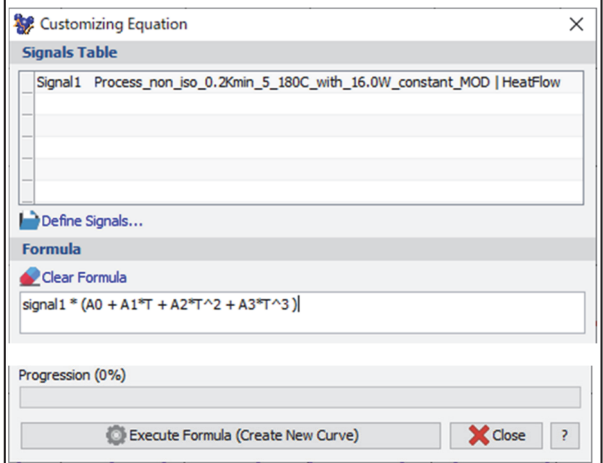 Customizing Equation
Signals Table
Signal1 Process_non_iso_0.2Kmin_5_180C_with_16.0W_constant_MOD | HeatFlow
Define Signals...
Formula
Clear Formula
signal1 * (A0 + A1*T + A2*T^2 + A3*T^3 )
Progression (0%)
Execute Formula (Create New Curve)
Close
?